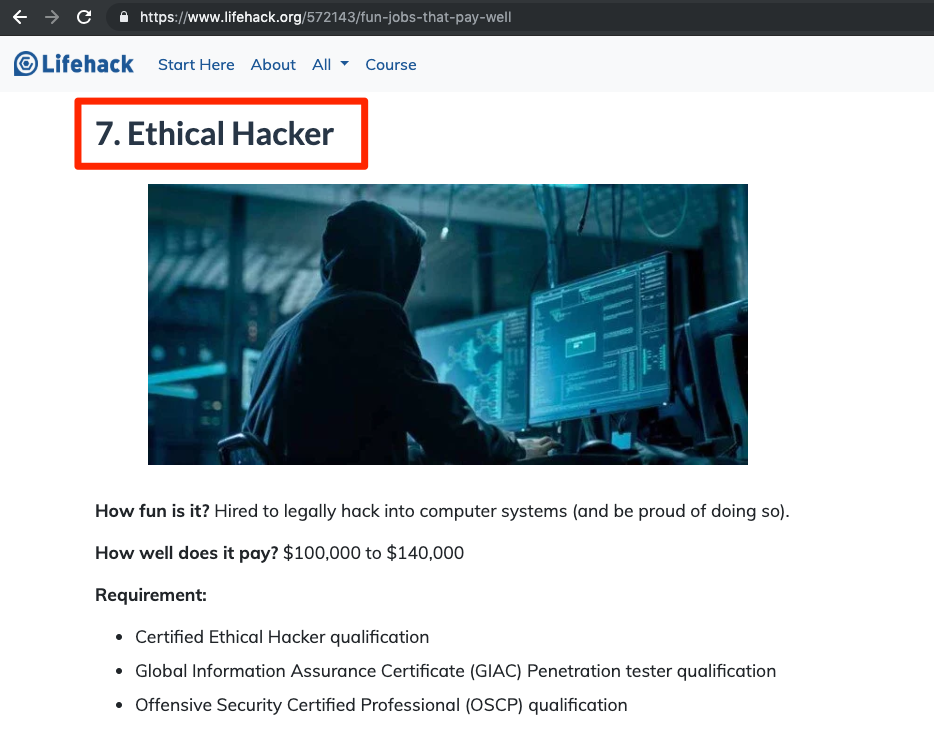 https://www.lifehack.org/572143/fun-jobs-that-pay-well
Lifehack Start Here About All Course
7. Ethical Hacker
How fun is it? Hired to legally hack into computer systems (and be proud of doing so).
How well does it pay? $100,000 to $140,000
Requirement:
• Certified Ethical Hacker qualification
• Global Information Assurance Certificate (GIAC) Penetration tester qualification
• Offensive Security Certified Professional (OSCP) qualification